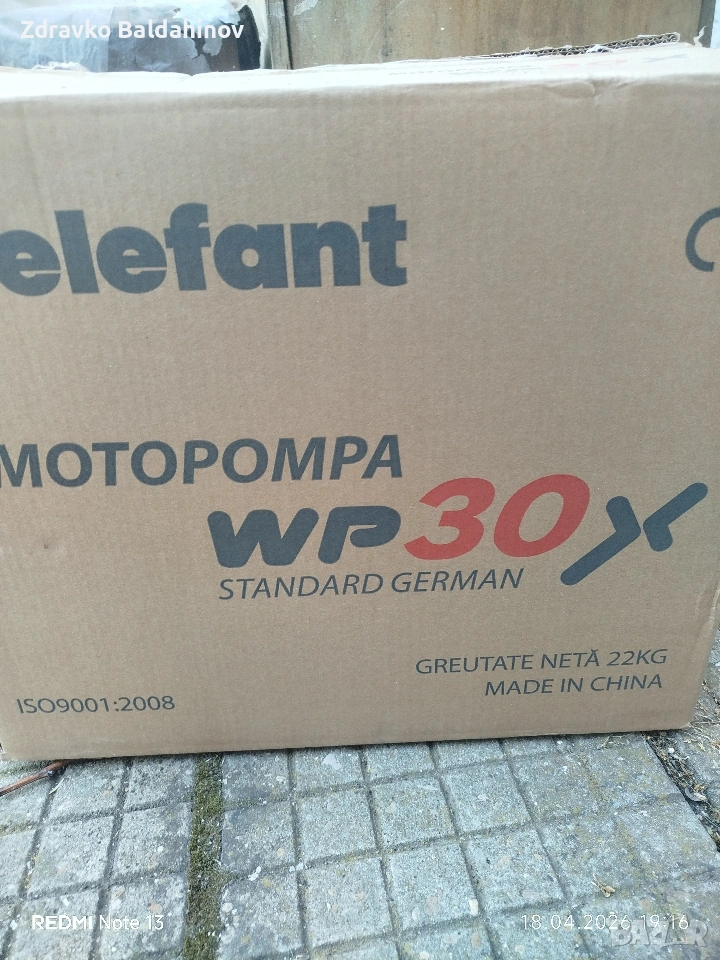 Zdravko Baldahinov
elefant
MOTOPOMPA
WP30X
STANDARD GERMAN
GREUTATE NETĂ 22KG
MADE IN CHINA
ISO9001:2008
REDMI Note 13
18.04.2026 19:16
BAZAR